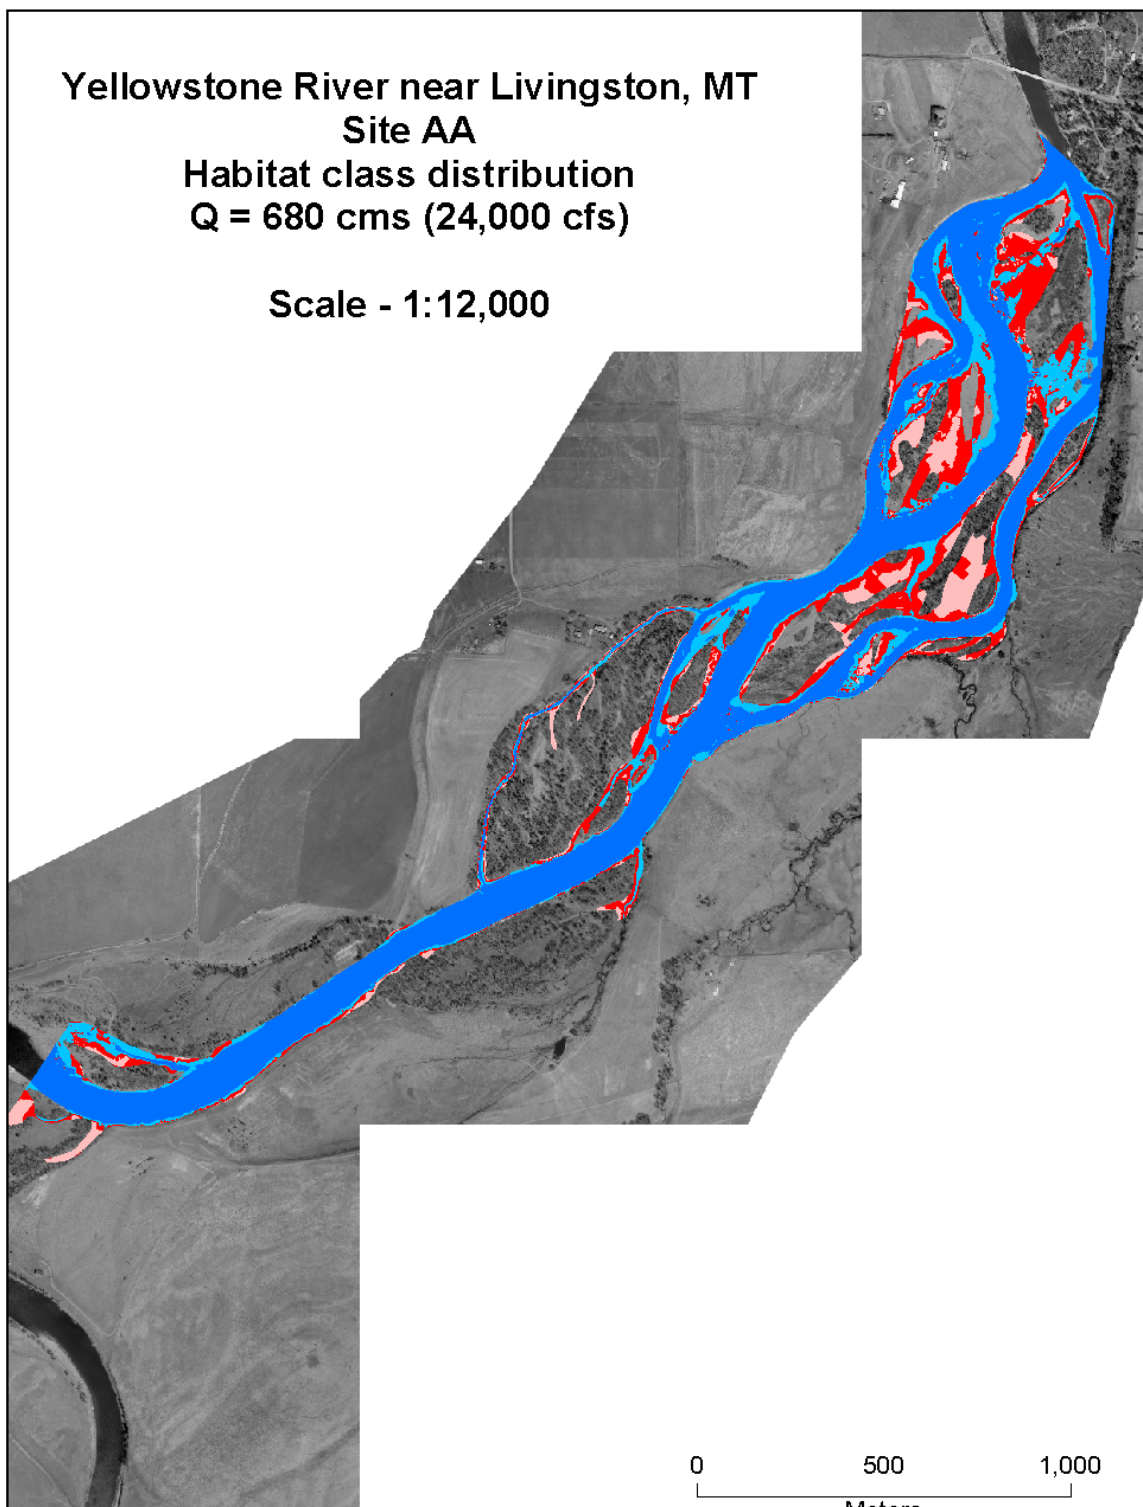 Yellowstone River near Livingston, MT
Site AA
Habitat class distribution
Q = 680 cms (24,000 cfs)
Scale - 1:12,000
0 500 1,000
Meters